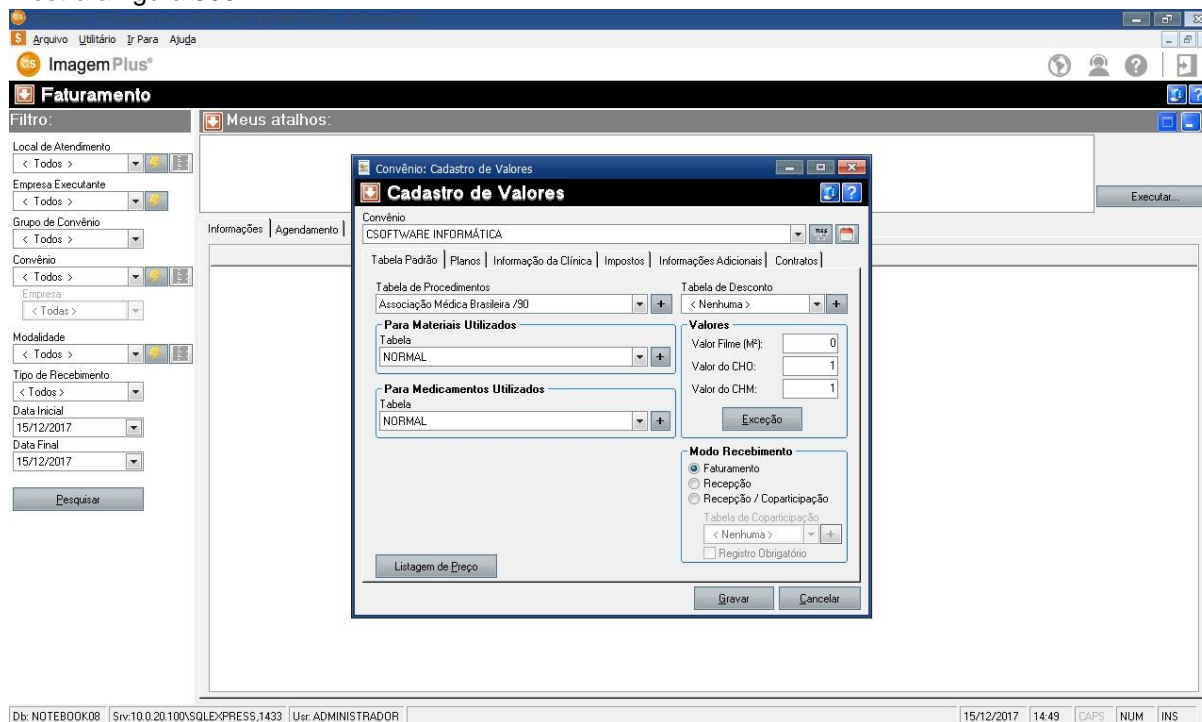 Arquivo Utilitário Ir Para Ajuda
ImagemPlus®
Faturamento
Filtro:
Meus atalhos:
Local de Atendimento
< Todos >
Empresa Executante
< Todos >
Grupo de Convênio
< Todos >
Convênio
< Todos >
Empresa
< Todas >
Modalidade
< Todos >
Tipo de Recebimento
< Todos >
Data Inicial
15/12/2017
Data Final
15/12/2017
Pesquisar
Executar...
Informações Agendamento
Convênio: Cadastro de Valores
Cadastro de Valores
Convênio
CSOFTWARE INFORMÁTICA
Tabela Padrão Planos Informação da Clínica Impostos Informações Adicionais Contratos
Tabela de Procedimentos
Associação Médica Brasileira /90
Para Materiais Utilizados
Tabela
NORMAL
Para Medicamentos Utilizados
Tabela
NORMAL
Tabela de Desconto
< Nenhuma >
Valores
Valor Filme (M²): 0
Valor do CHO: 1
Valor do CHM: 1
Exceção
Modo Recebimento
Faturamento
Recepção
Recepção / Coparticipação
Tabela de Coparticipação
< Nenhuma >
Registro Obrigatório
Listagem de Preço
Gravar Cancelar
Db: NOTEBOOK08 Srv:10.0.20.100\SQLEXPRESS,1433 Usr: ADMINISTRADOR 15/12/2017 14:49 CAPS NUM INS